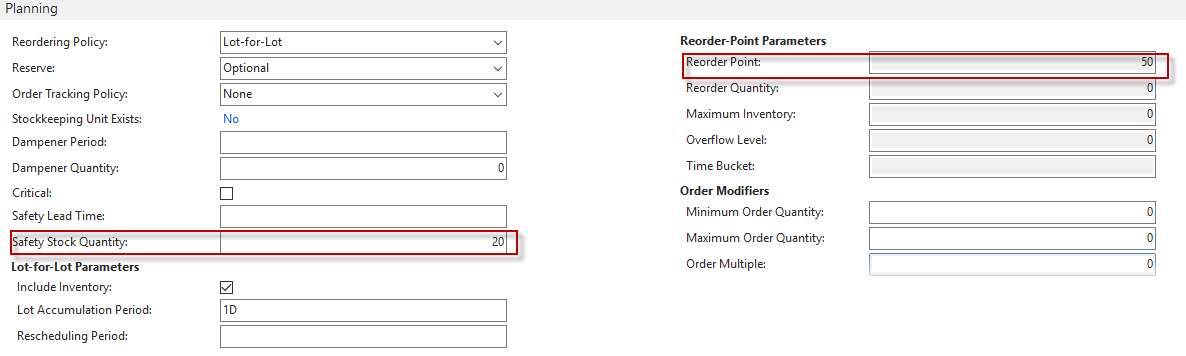 Planning
Reordering Policy: Lot-for-Lot
Reserve: Optional
Order Tracking Policy: None
Stockkeeping Unit Exists: No
Dampener Period:
Dampener Quantity: 0
Critical:
Safety Lead Time:
Safety Stock Quantity: 20
Lot-for-Lot Parameters
Include Inventory:
Lot Accumulation Period: 1D
Rescheduling Period:
Reorder-Point Parameters
Reorder Point: 50
Reorder Quantity: 0
Maximum Inventory: 0
Overflow Level: 0
Time Bucket:
Order Modifiers
Minimum Order Quantity: 0
Maximum Order Quantity: 0
Order Multiple: 0